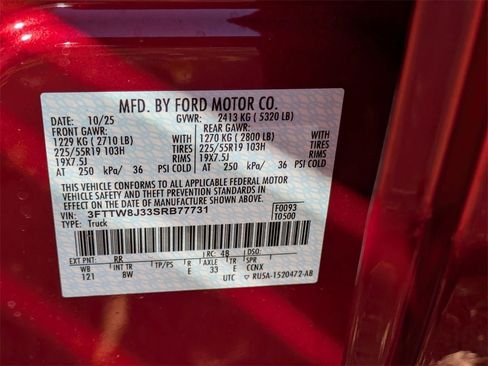 MFD. BY FORD MOTOR CO.
DATE: 10/25 GVWR: 2413 KG ( 5320 LB)
FRONT GAWR: REAR GAWR:
1229 KG ( 2710 LB) WITH 1270 KG ( 2800 LB) WITH
225/55R19 103H TIRES 225/55R19 103H TIRES
19X7.5J RIMS 19X7.5J RIMS
AT 250 kPa/ 36 PSI COLD AT 250 kPa/ 36 PSI COLD
THIS VEHICLE CONFORMS TO ALL APPLICABLE FEDERAL MOTOR
VEHICLE SAFETY AND THEFT PREVENTION STANDARDS IN
EFFECT ON THE DATE OF MANUFACTURE SHOWN ABOVE.
VIN: 3FTTW8J33SRB77731 F0093
TYPE: Truck T0500
EXT PNT: RR RC: 48 DSO:
WB INT TR TP/PS R AXLE TR SPR
121 8W E 33 E CCNX
UTC ▽ RU5A-1520472-AB